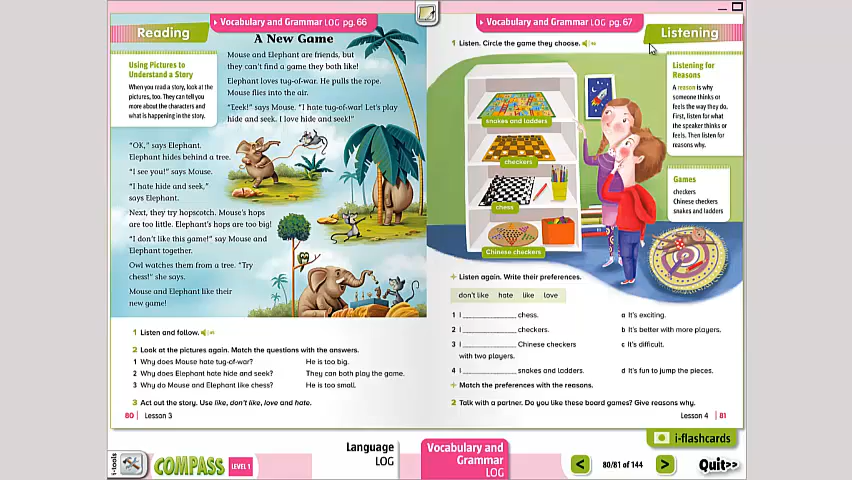 Vocabulary and Grammar LOG pg. 66
Reading
A New Game
Using Pictures to
Understand a Story
When you read a story, look at the
pictures, too. They can tell you
more about the characters and
what is happening in the story.
Mouse and Elephant are friends, but
they can't find a game they both like!
Elephant loves tug-of-war. He pulls the rope.
Mouse flies into the air.
"Eeek!" says Mouse. "I hate tug-of-war! Let's play
hide and seek. I love hide and seek!"
"OK," says Elephant.
Elephant hides behind a tree.
"I see you!" says Mouse.
"I hate hide and seek,"
says Elephant.
Next, they try hopscotch. Mouse's hops
are too little. Elephant's hops are too big!
"I don't like this game!" say Mouse and
Elephant together.
Owl watches them from a tree. "Try
chess!" she says.
Mouse and Elephant like their
new game!
1 Listen and follow.
2 Look at the pictures again. Match the questions with the answers.
1 Why does Mouse hate tug-of-war? He is too big.
2 Why does Elephant hate hide and seek? They can both play the game.
3 Why do Mouse and Elephant like chess? He is too small.
3 Act out the story. Use like, don't like, love and hate.
80 Lesson 3
Vocabulary and Grammar LOG pg. 67
Listening
1 Listen. Circle the game they choose.
Listening for
Reasons
A reason is why
someone thinks or
feels the way they do.
First, listen for what
the speaker thinks or
feels. Then listen for
reasons why.
Games
checkers
Chinese checkers
snakes and ladders
snakes and ladders
checkers
chess
Chinese checkers
+ Listen again. Write their preferences.
don't like hate like love
1 I ____________ chess. a It's exciting.
2 I ____________ checkers. b It's better with more players.
3 I ____________ Chinese checkers c It's difficult.
with two players.
4 I ____________ snakes and ladders. d It's fun to jump the pieces.
+ Match the preferences with the reasons.
2 Talk with a partner. Do you like these board games? Give reasons why.
Lesson 4 81
i-flashcards
i-tools
COMPASS LEVEL 1
Language
LOG
Vocabulary and
Grammar
LOG
80/81 of 144
Quit>>